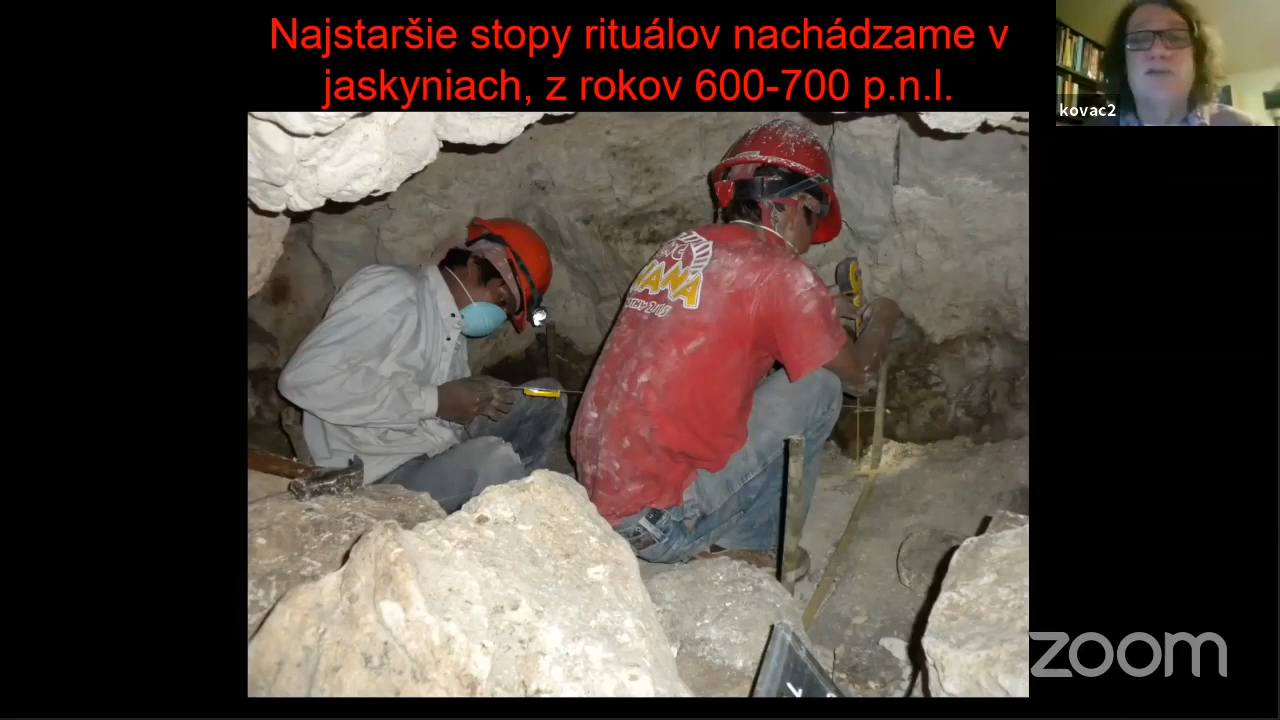 Najstaršie stopy rituálov nachádzame v
jaskyniach, z rokov 600-700 p.n.l.
kovac2
zoom